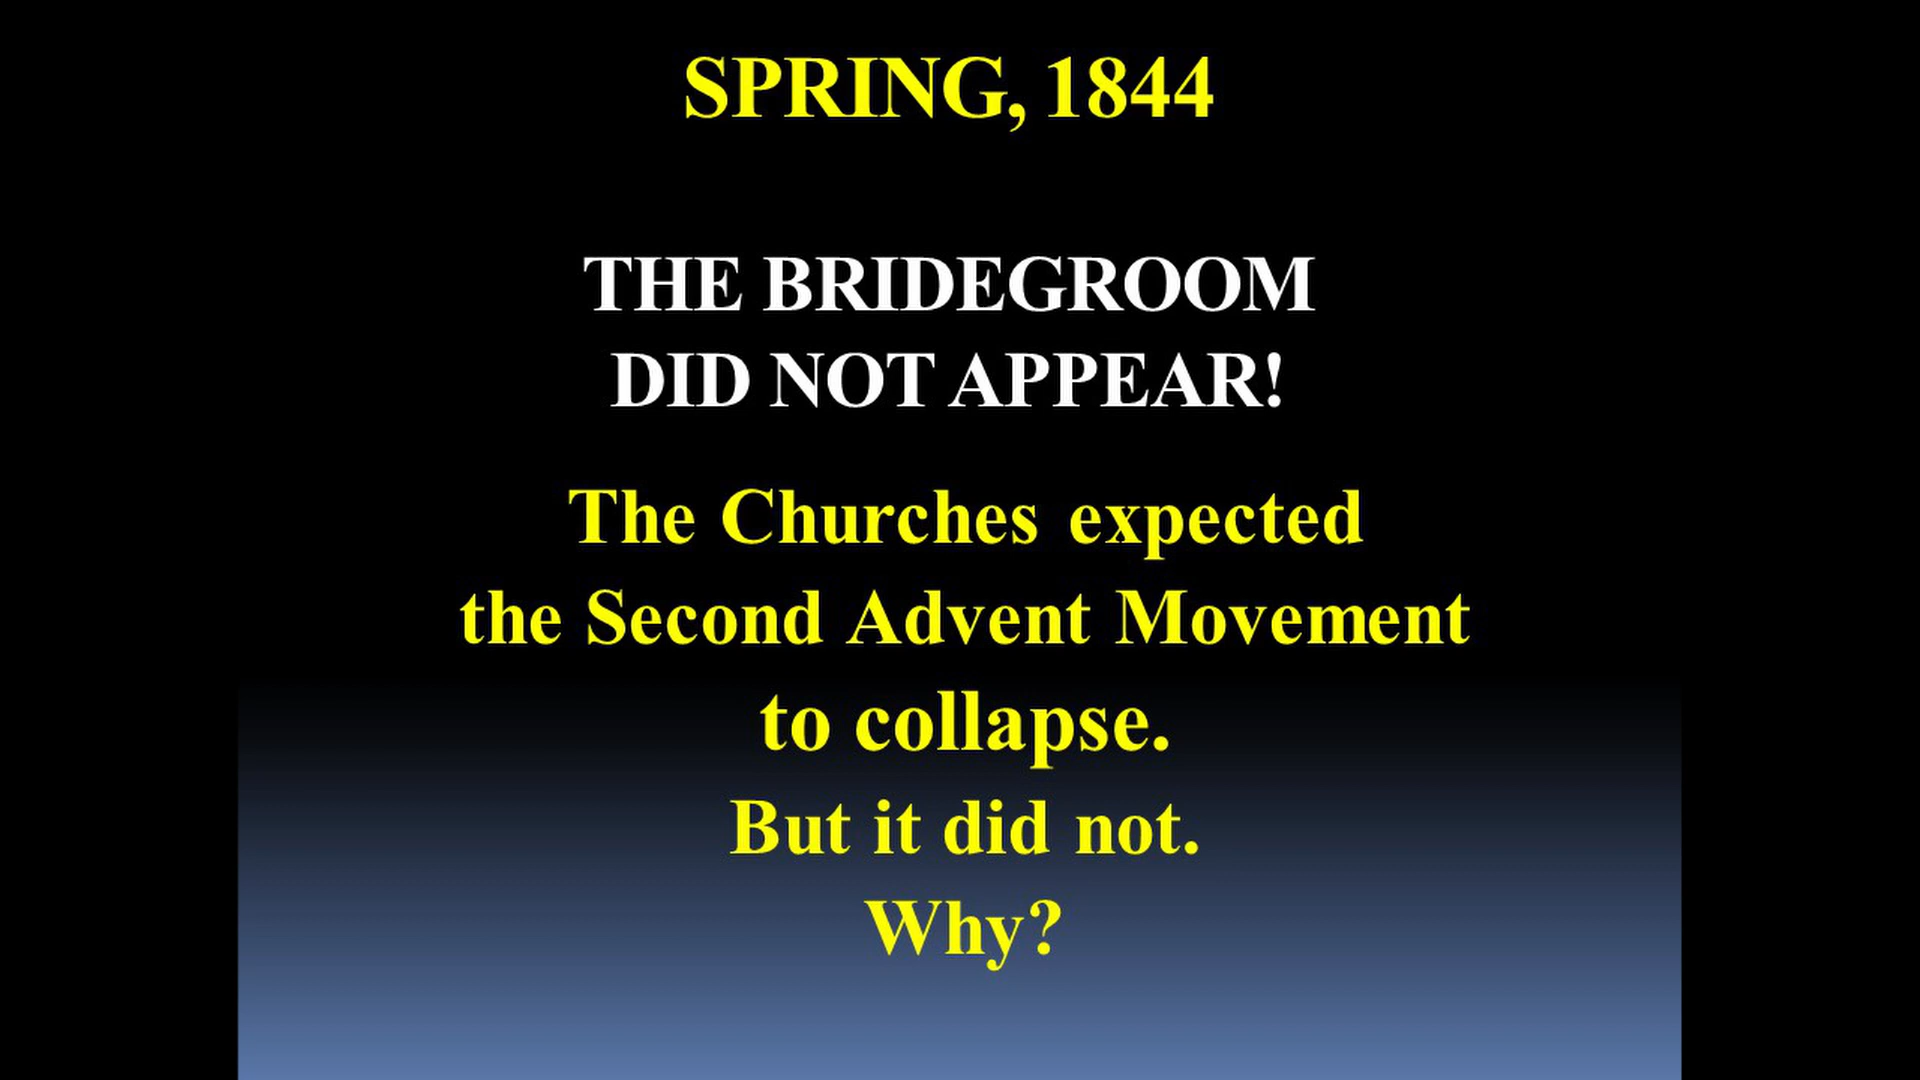 SPRING, 1844
THE BRIDEGROOM
DID NOT APPEAR!
The Churches expected
the Second Advent Movement
to collapse.
But it did not.
Why?